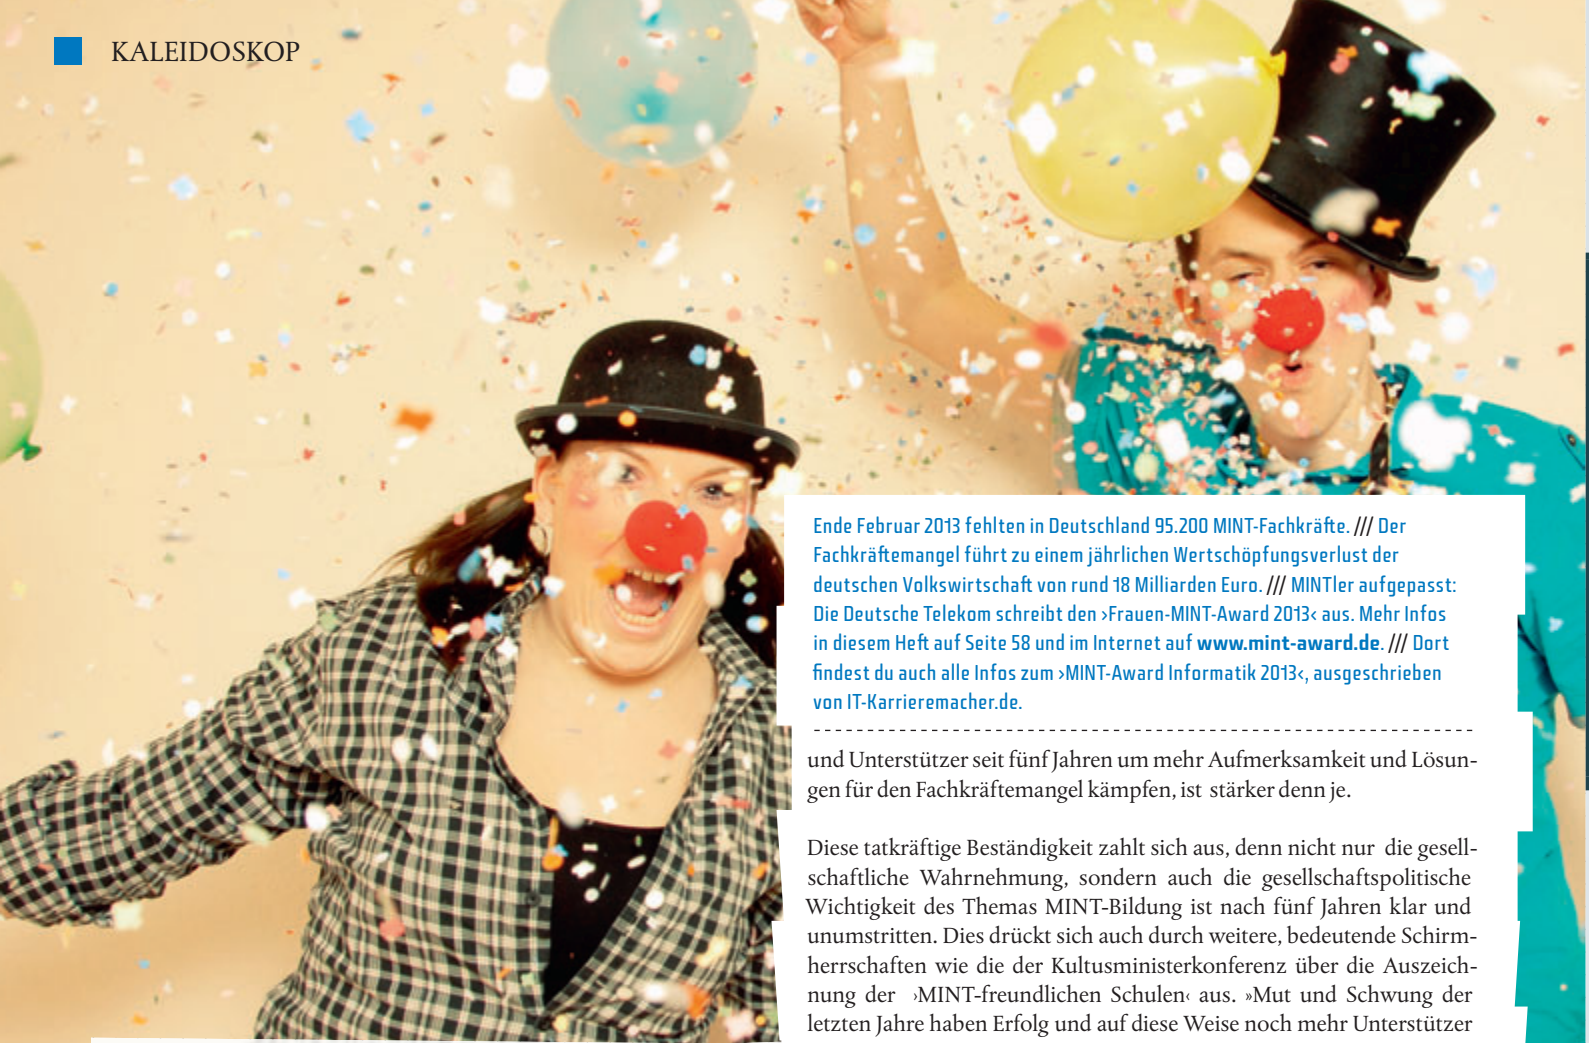 KALEIDOSKOP
Ende Februar 2013 fehlten in Deutschland 95.200 MINT-Fachkräfte. /// Der
Fachkräftemangel führt zu einem jährlichen Wertschöpfungsverlust der
deutschen Volkswirtschaft von rund 18 Milliarden Euro. /// MINTler aufgepasst:
Die Deutsche Telekom schreibt den ›Frauen-MINT-Award 2013‹ aus. Mehr Infos
in diesem Heft auf Seite 58 und im Internet auf www.mint-award.de. /// Dort
findest du auch alle Infos zum ›MINT-Award Informatik 2013‹, ausgeschrieben
von IT-Karrieremacher.de.
und Unterstützer seit fünf Jahren um mehr Aufmerksamkeit und Lösun-
gen für den Fachkräftemangel kämpfen, ist stärker denn je.
Diese tatkräftige Beständigkeit zahlt sich aus, denn nicht nur die gesell-
schaftliche Wahrnehmung, sondern auch die gesellschaftspolitische
Wichtigkeit des Themas MINT-Bildung ist nach fünf Jahren klar und
unumstritten. Dies drückt sich auch durch weitere, bedeutende Schirm-
herrschaften wie die der Kultusministerkonferenz über die Auszeich-
nung der ›MINT-freundlichen Schulen‹ aus. »Mut und Schwung der
letzten Jahre haben Erfolg und auf diese Weise noch mehr Unterstützer